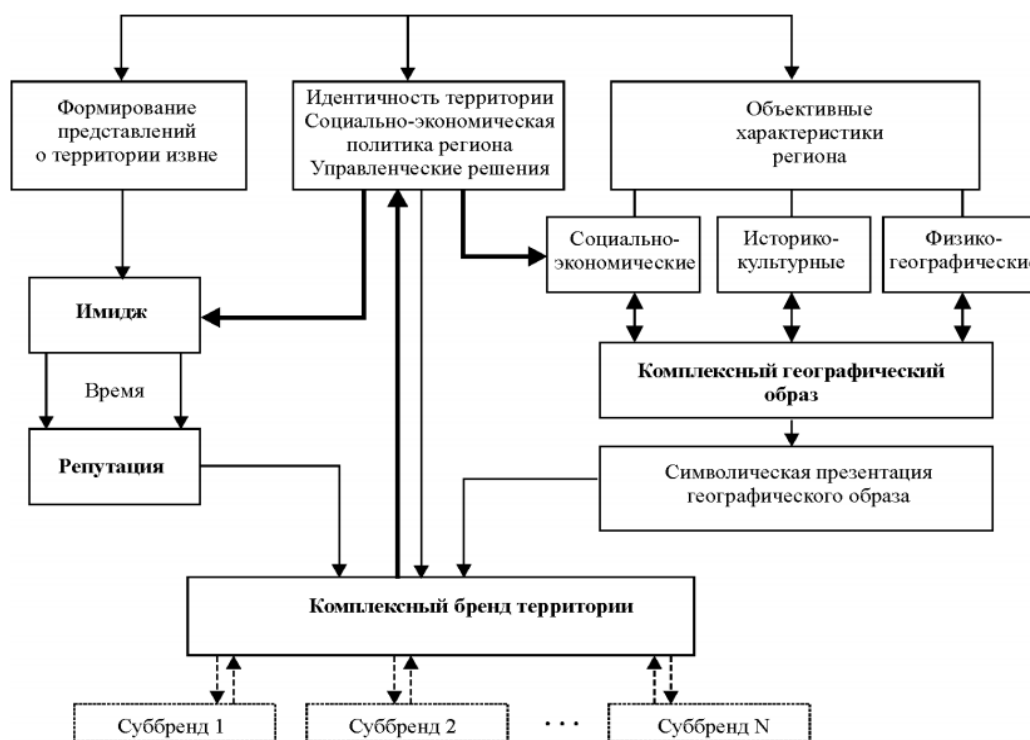 Формирование
представлений
о территории извне
Идентичность территории
Социально-экономическая
политика региона
Управленческие решения
Объективные
характеристики
региона
Социально-
экономические
Историко-
культурные
Физико-
географические
Имидж
Комплексный географический
образ
Время
Репутация
Символическая презентация
географического образа
Комплексный бренд территории
Суббренд 1
Суббренд 2
. . .
Суббренд N